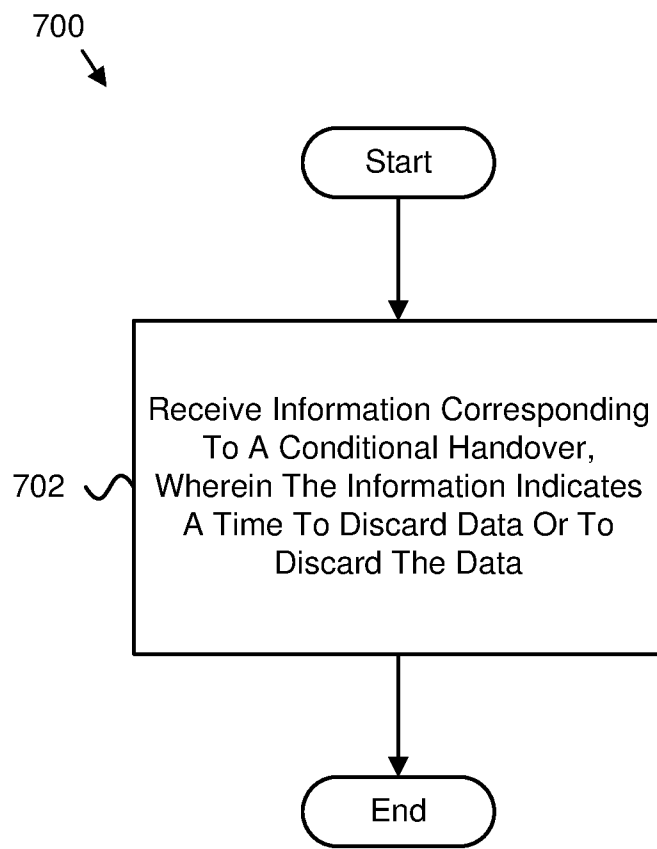 700
Start
Receive Information Corresponding
To A Conditional Handover,
702
Wherein The Information Indicates
A Time To Discard Data Or To
Discard The Data
End